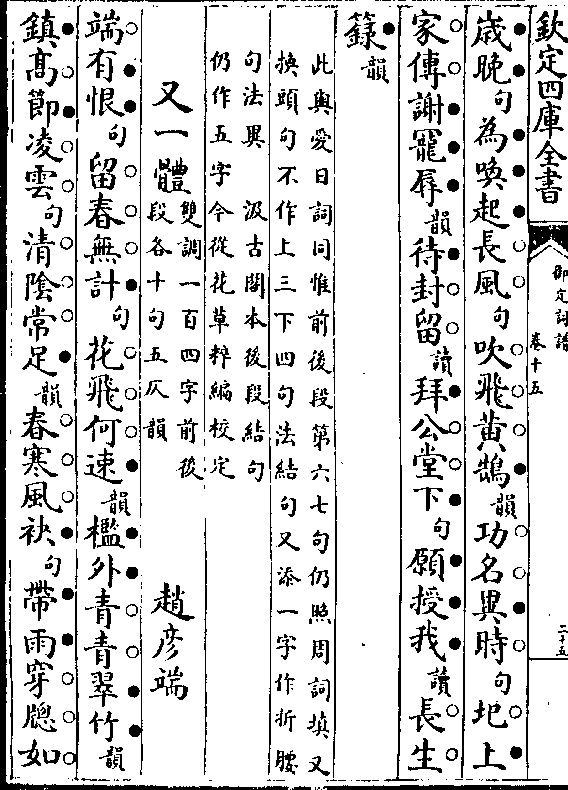 欽定四庫全書
御定詞譜
卷十五
二十五
歲晚句為喚起長風句吹飛黃鵠韻功名異時句圯上
家傳謝寵辱韻待封留讀拜公堂下句願授我讀長生
籙韻
此與愛日詞同惟前後段第六七句仍照周詞填又
換頭句不作上三下四句法結句又添一字作折腰
句法異　汲古閣本後段結句
仍作五字今從花草粹編校定
又一體　雙調一百四字前後
段各十句五仄韻　趙彥端
端有恨句留春無計句花飛何速韻檻外青青翠竹韻
鎮高節凌雲句清陰常足韻春寒風袂句帶雨穿牕如